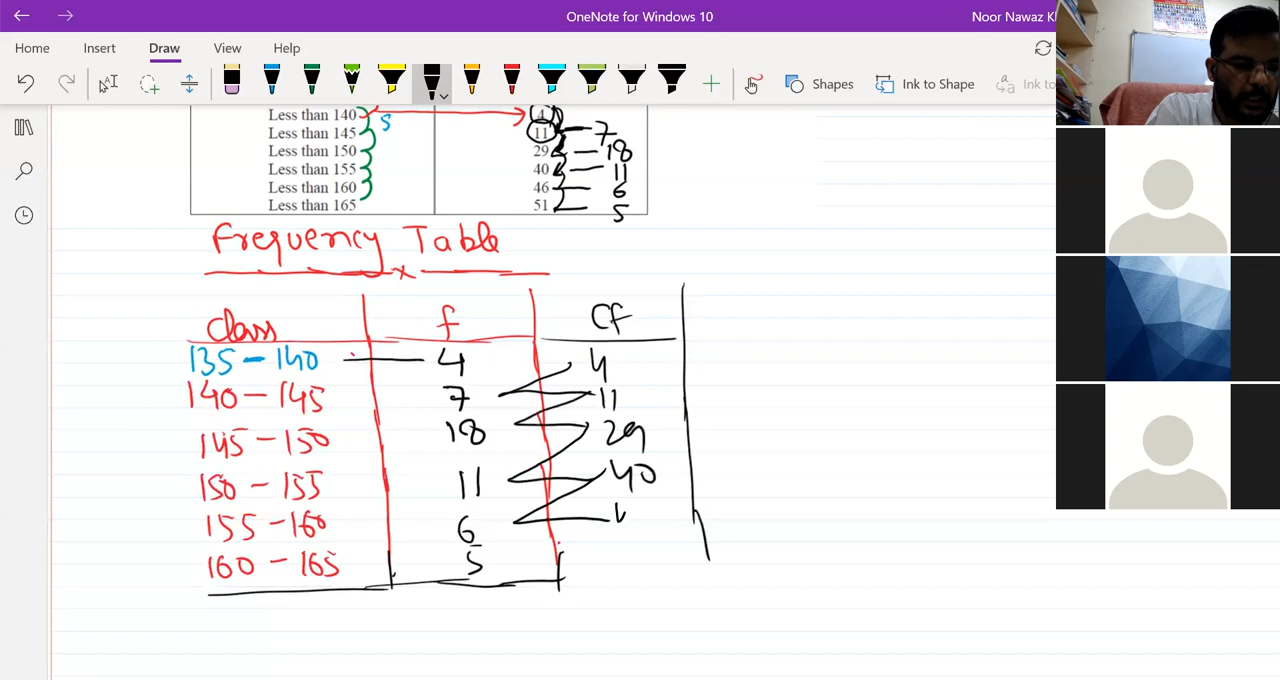 OneNote for Windows 10
Noor Nawaz
Home Insert Draw View Help
Shapes Ink to Shape Ink to
Less than 140 4
5
Less than 145 11 7
Less than 150 29 18
Less than 155 40 11
Less than 160 46 6
Less than 165 51 5
Frequency Table
Class f Cf
135 - 140 4 4
140 - 145 7 11
145 - 150 18 29
150 - 155 11 40
155 - 160 6
160 - 165 5